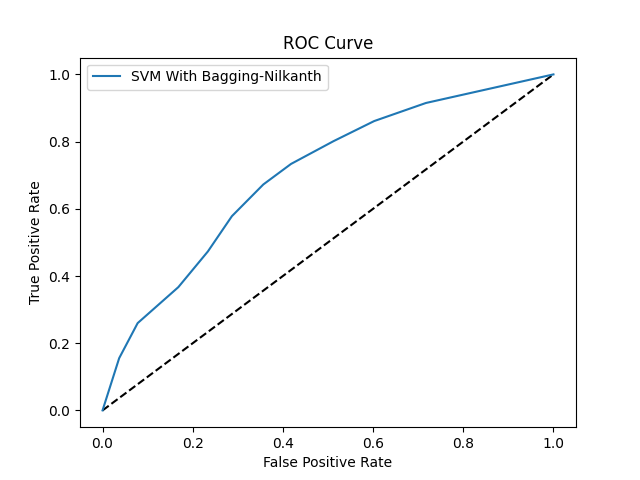 ROC Curve
SVM With Bagging-Nilkanth
True Positive Rate
1.0
0.8
0.6
0.4
0.2
0.0
0.0 0.2 0.4 0.6 0.8 1.0
False Positive Rate